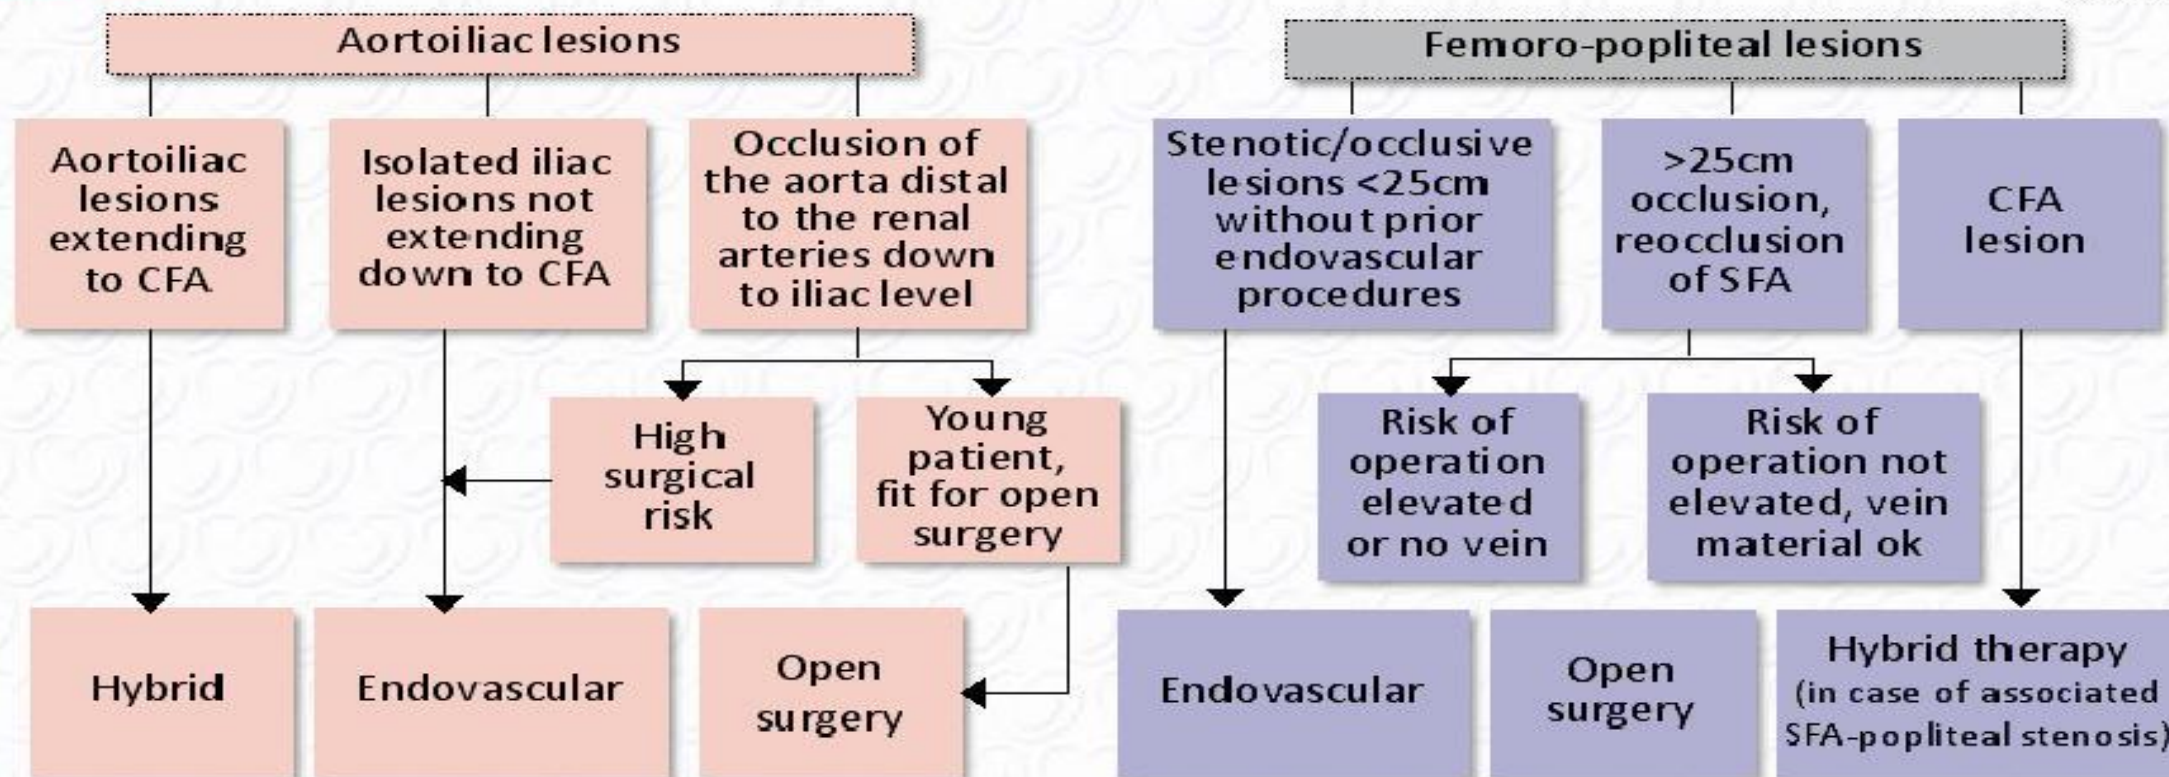 Aortoiliac lesions
Femoro-popliteal lesions
Aortoiliac
lesions
extending
to CFA
Isolated iliac
lesions not
extending
down to CFA
Occlusion of
the aorta distal
to the renal
arteries down
to iliac level
Stenotic/occlusive
lesions <25cm
without prior
endovascular
procedures
>25cm
occlusion,
reocclusion
of SFA
CFA
lesion
High
surgical
risk
Young
patient,
fit for open
surgery
Risk of
operation
elevated
or no vein
Risk of
operation not
elevated, vein
material ok
Hybrid
Endovascular
Open
surgery
Endovascular
Open
surgery
Hybrid therapy
(in case of associated
SFA-popliteal stenosis)